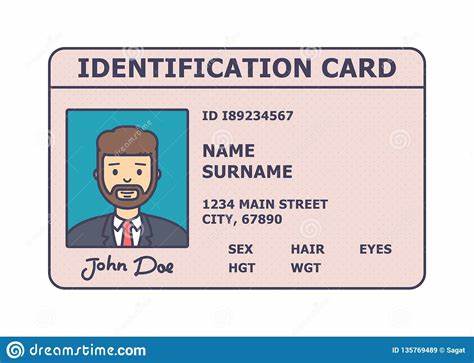 IDENTIFICATION CARD
ID I89234567
NAME
SURNAME
1234 MAIN STREET
CITY, 67890
SEX HAIR EYES
HGT WGT
John Doe
dreamstime
dreamstime.com
ID 135769489 © Sagat